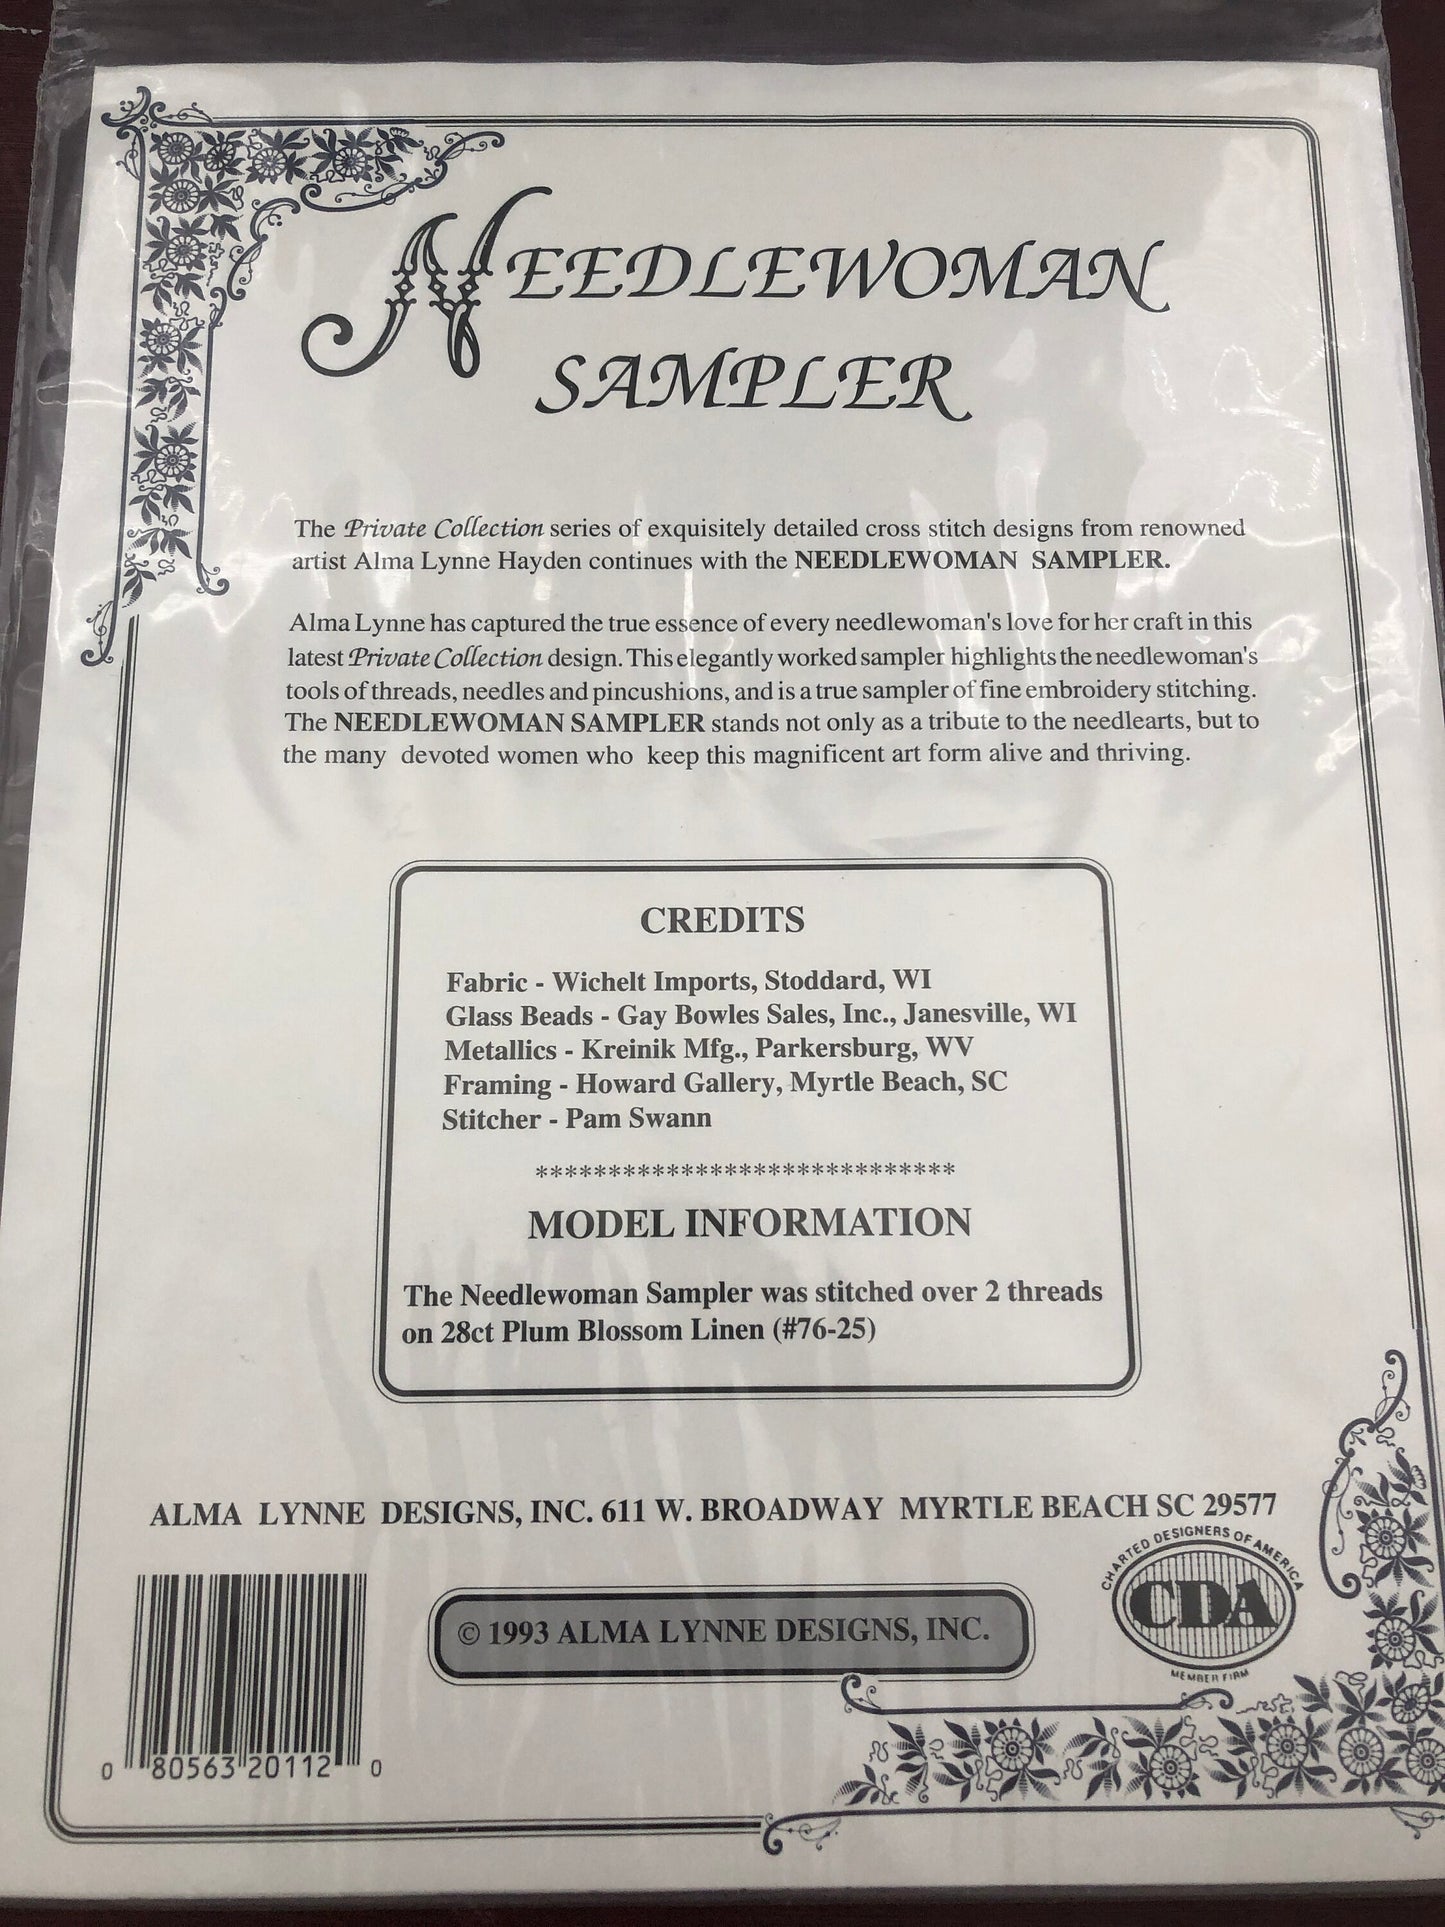 NEEDLEWOMAN
SAMPLER
The Private Collection series of exquisitely detailed cross stitch designs from renowned
artist Alma Lynne Hayden continues with the NEEDLEWOMAN SAMPLER.
Alma Lynne has captured the true essence of every needlewoman's love for her craft in this
latest Private Collection design. This elegantly worked sampler highlights the needlewoman's
tools of threads, needles and pincushions, and is a true sampler of fine embroidery stitching.
The NEEDLEWOMAN SAMPLER stands not only as a tribute to the needlearts, but to
the many devoted women who keep this magnificent art form alive and thriving.
CREDITS
Fabric - Wichelt Imports, Stoddard, WI
Glass Beads - Gay Bowles Sales, Inc., Janesville, WI
Metallics - Kreinik Mfg., Parkersburg, WV
Framing - Howard Gallery, Myrtle Beach, SC
Stitcher - Pam Swann
*****************************
MODEL INFORMATION
The Needlewoman Sampler was stitched over 2 threads
on 28ct Plum Blossom Linen (#76-25)
ALMA LYNNE DESIGNS, INC. 611 W. BROADWAY MYRTLE BEACH SC 29577
CHARTED DESIGNERS OF AMERICA
CDA
MEMBER FIRM
© 1993 ALMA LYNNE DESIGNS, INC.
0 80563 20112 0